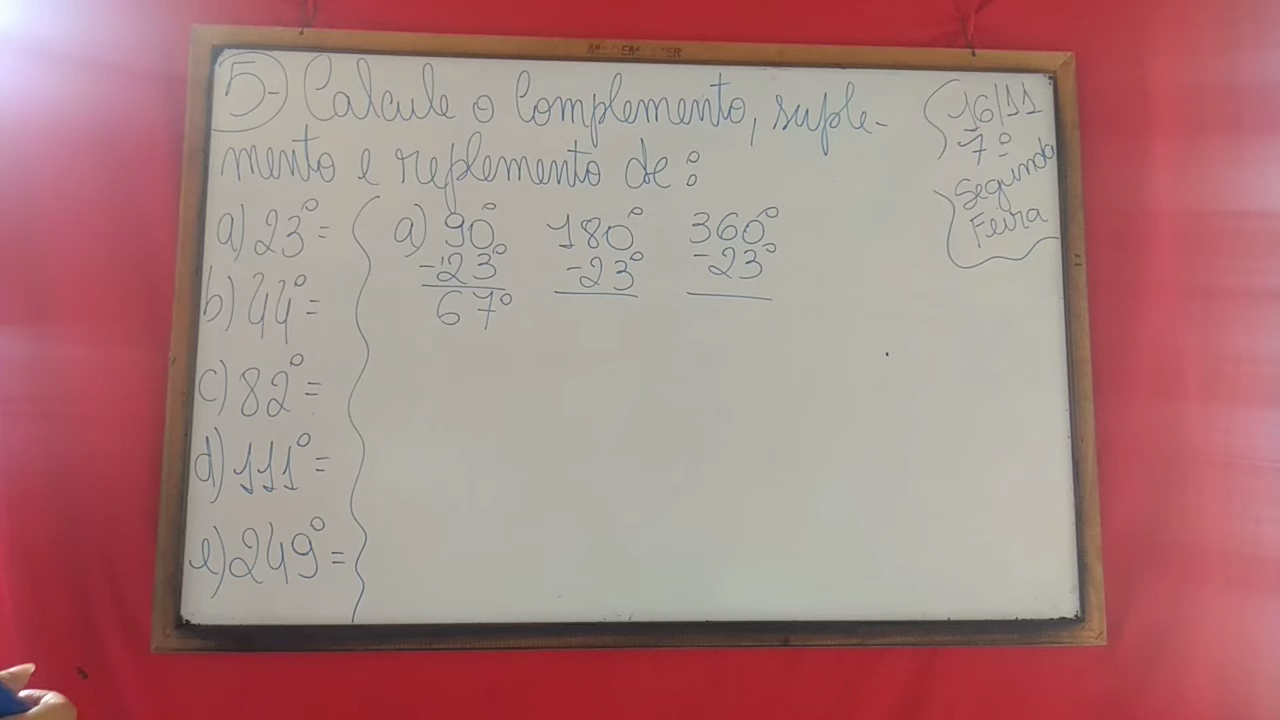 5- Calcule o Complemento, suple-
mento e replemento de:
16/11
7º
Segunda
Feira
a) 23° =
b) 44° =
c) 82° =
d) 111° =
e) 249° =
a) 90° 180° 360°
-23° -23° -23°
67°